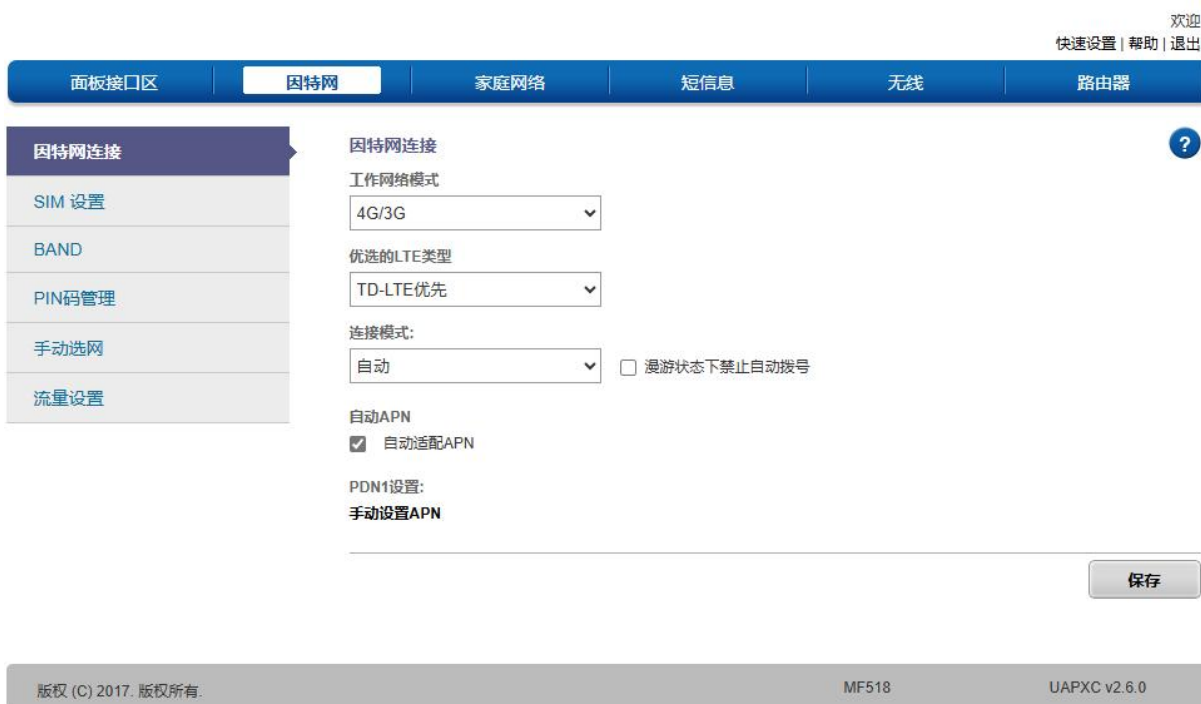 欢迎
快速设置 | 帮助 | 退出
面板接口区 因特网 家庭网络 短信息 无线 路由器
因特网连接
SIM 设置
BAND
PIN码管理
手动选网
流量设置
因特网连接
?
工作网络模式
4G/3G
优选的LTE类型
TD-LTE优先
连接模式:
自动
漫游状态下禁止自动拨号
自动APN
自动适配APN
PDN1设置:
手动设置APN
保存
版权 (C) 2017. 版权所有. MF518 UAPXC v2.6.0